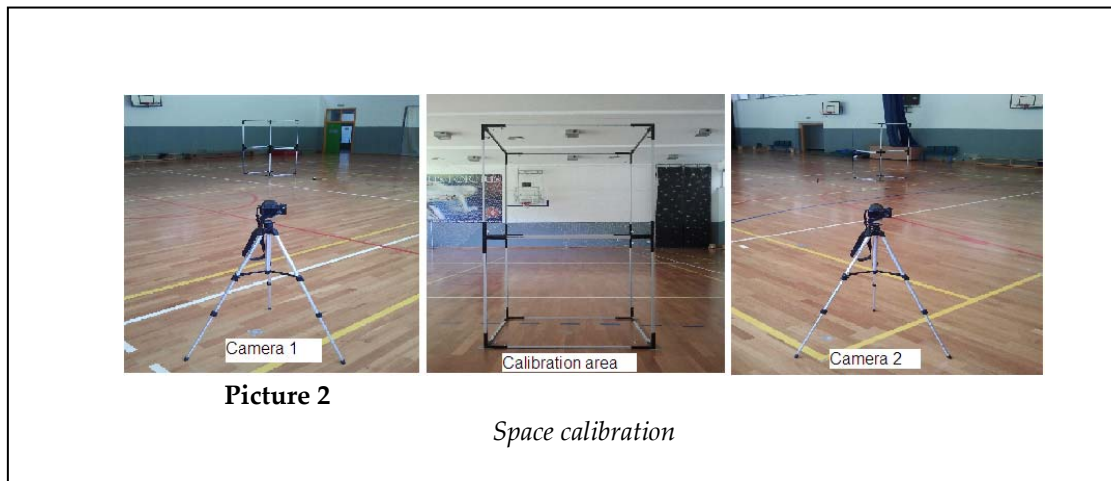 Camera 1
Calibration area
Camera 2
Picture 2
Space calibration